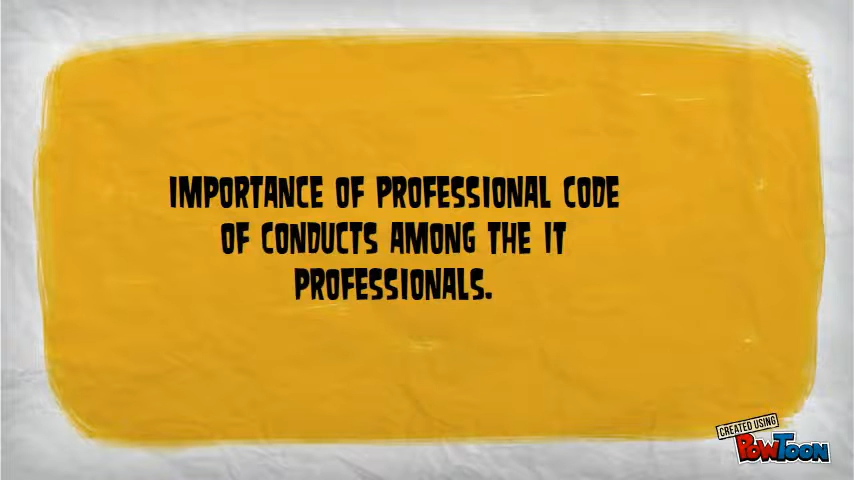 IMPORTANCE OF PROFESSIONAL CODE
OF CONDUCTS AMONG THE IT
PROFESSIONALS.
CREATED USING
POWTOON